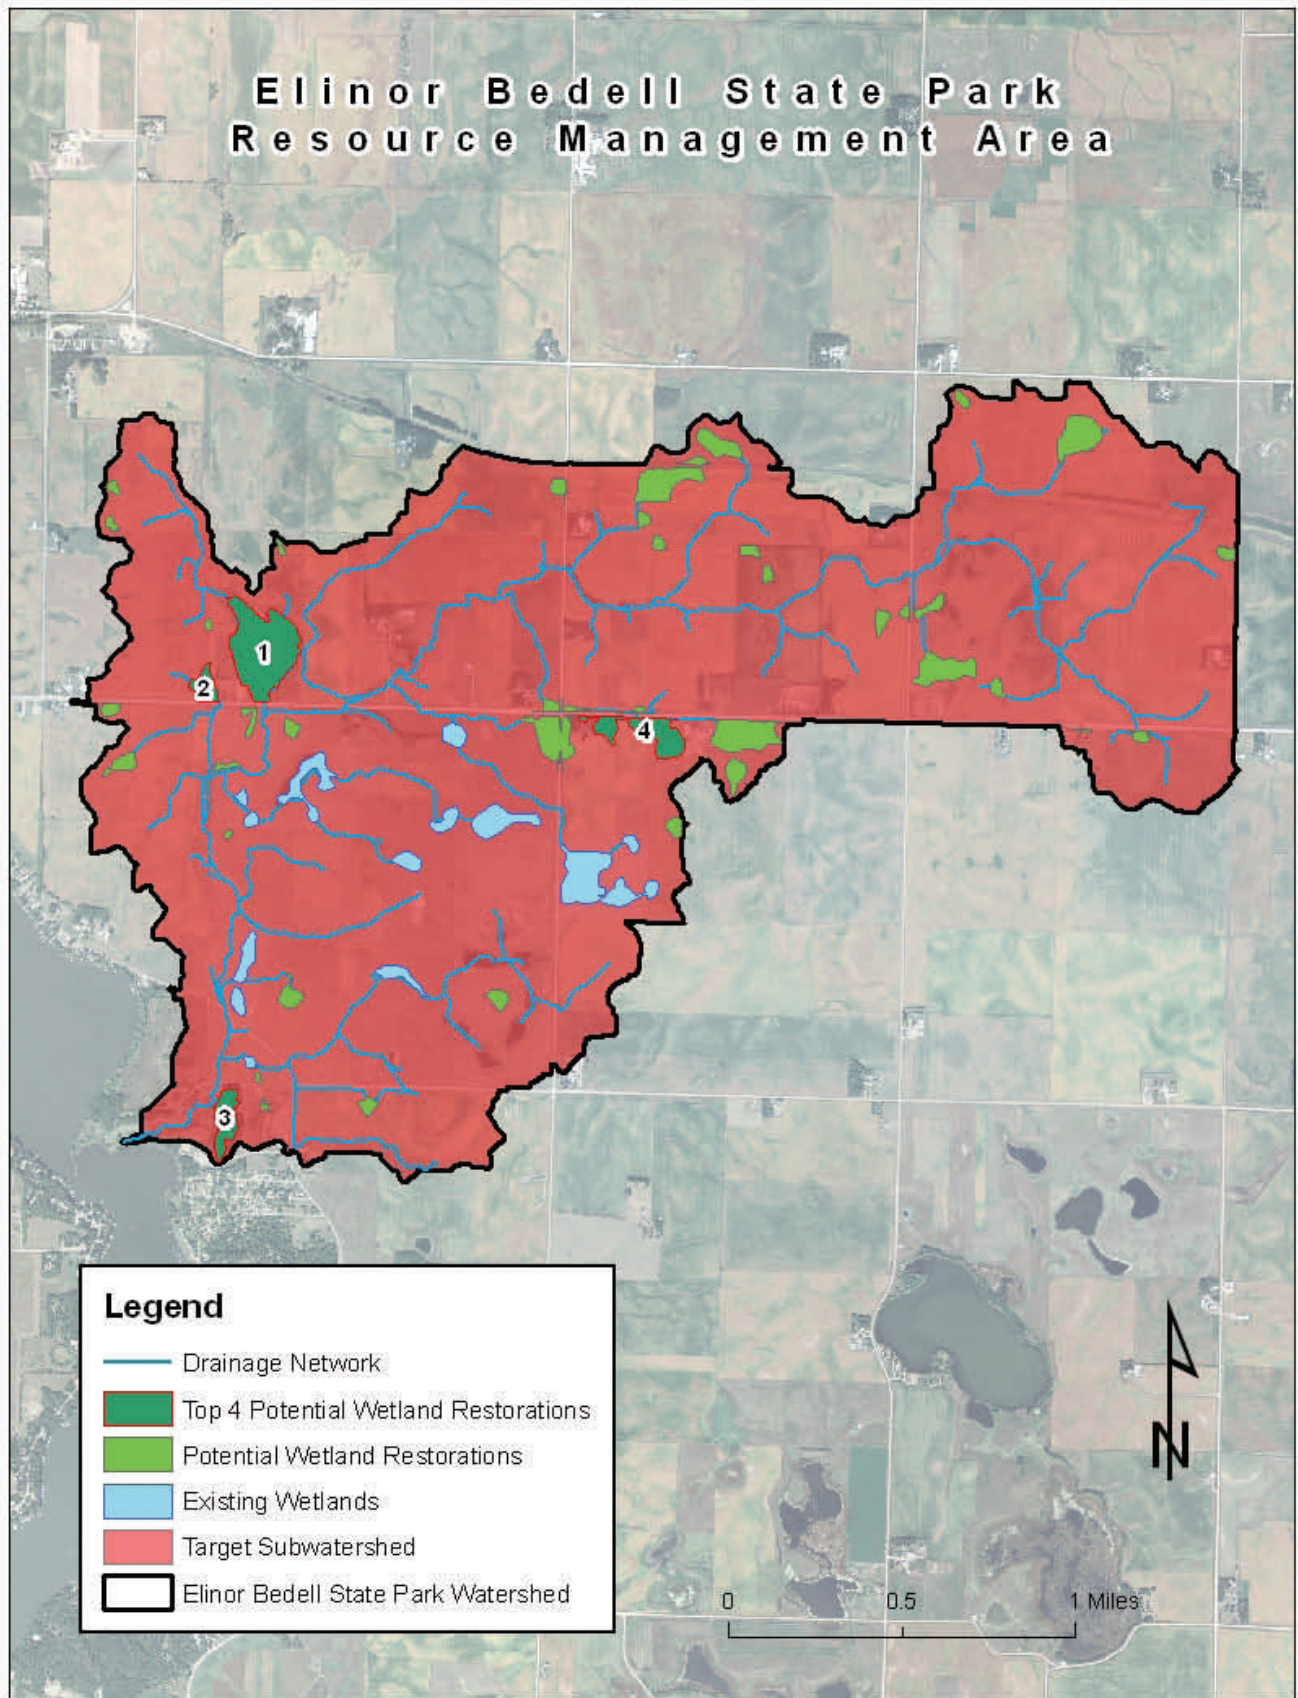 Elinor Bedell State Park
Resource Management Area
1
2
4
3
Legend
Drainage Network
Top 4 Potential Wetland Restorations
Potential Wetland Restorations
Existing Wetlands
Target Subwatershed
Elinor Bedell State Park Watershed
N
0 0.5 1 Miles